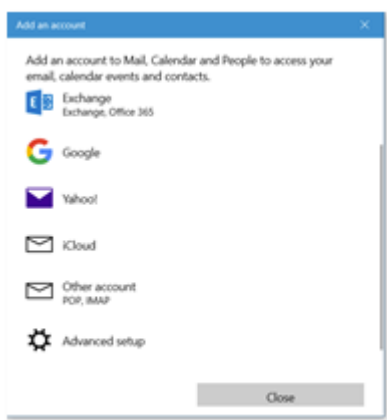 Add an account
Add an account to Mail, Calendar and People to access your
email, calendar events and contacts.
Exchange
Exchange, Office 365
Google
Yahoo!
iCloud
Other account
POP, IMAP
Advanced setup
Close